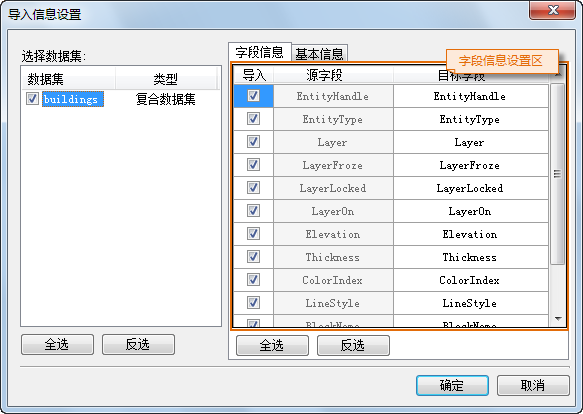 导入信息设置
选择数据集:
数据集 类型
buildings 复合数据集
全选 反选
字段信息 基本信息
字段信息设置区
导入 源字段 目标字段
EntityHandle EntityHandle
EntityType EntityType
Layer Layer
LayerFroze LayerFroze
LayerLocked LayerLocked
LayerOn LayerOn
Elevation Elevation
Thickness Thickness
ColorIndex ColorIndex
LineStyle LineStyle
BlockName BlockName
全选 反选
确定 取消